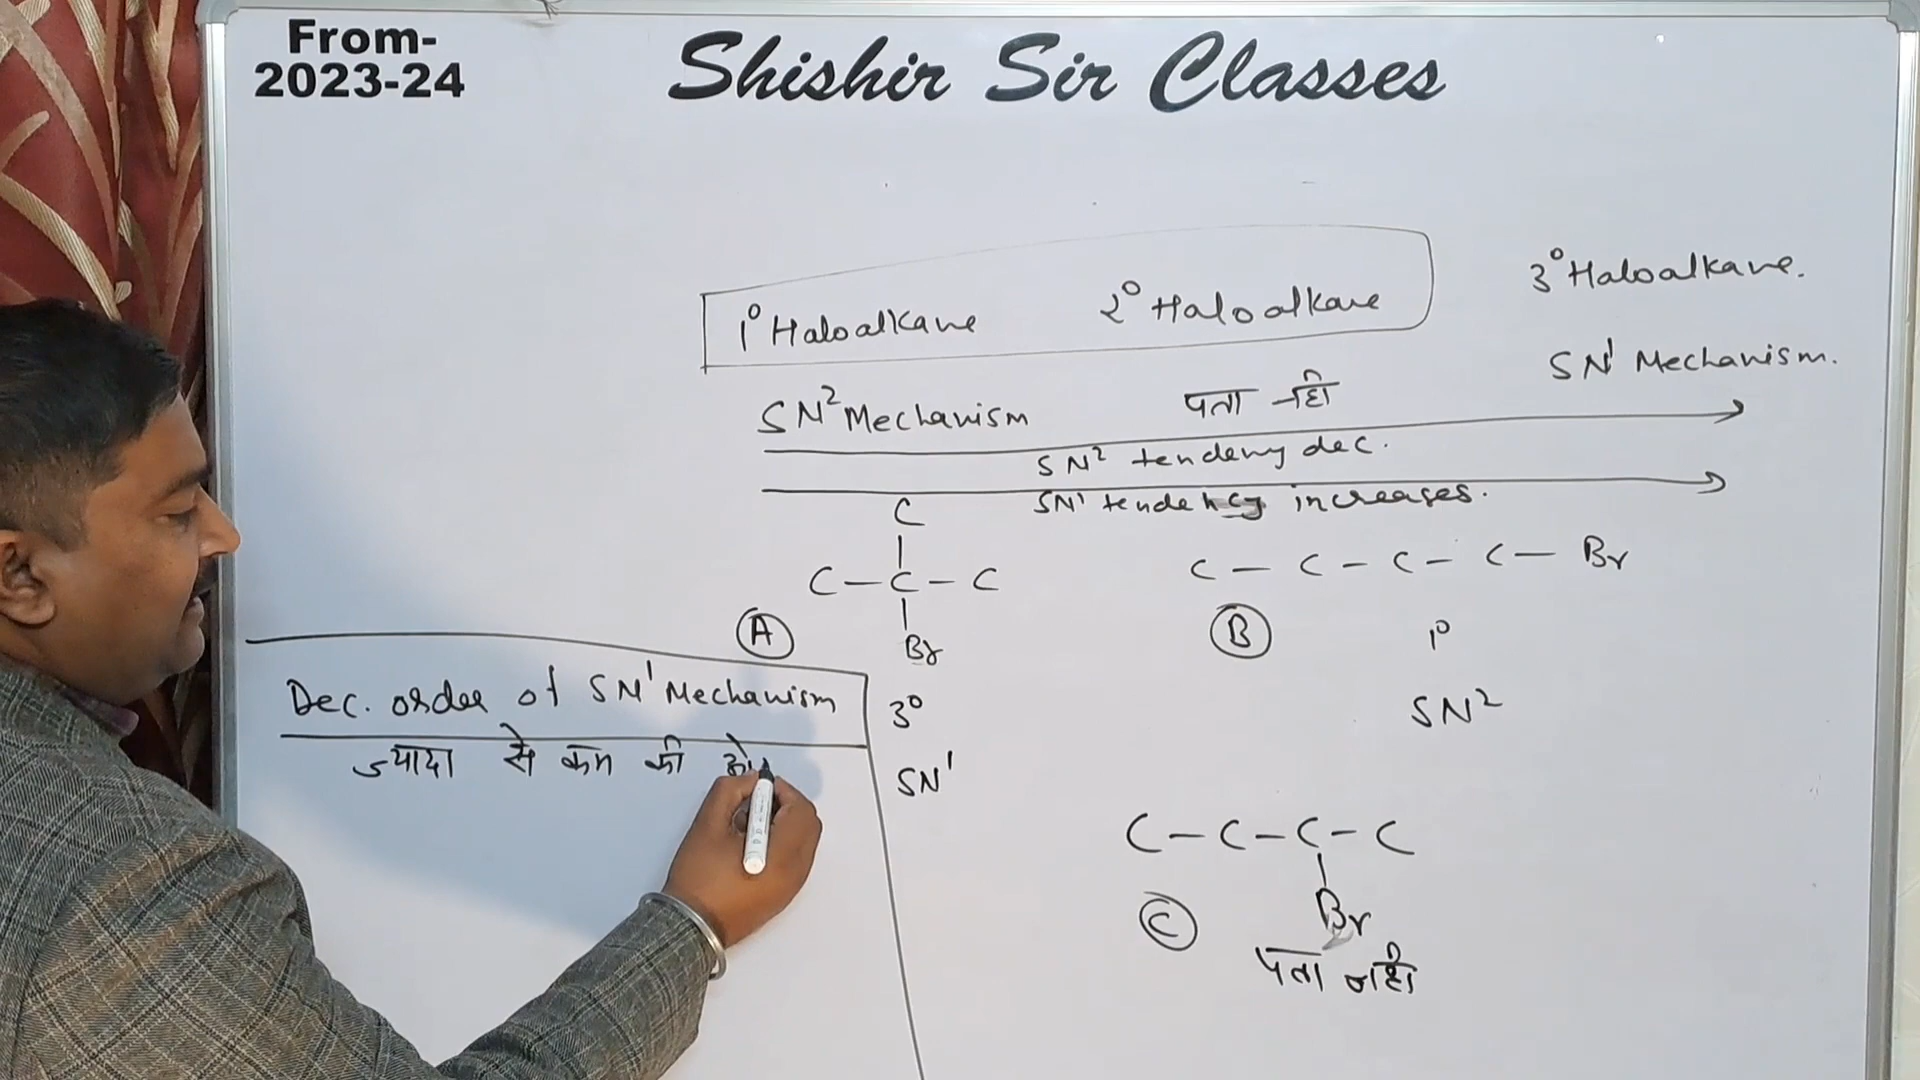 From-
2023-24
Shishir Sir Classes
1° Haloalkane 2° Haloalkane 3° Haloalkane.
SN² Mechanism पता नही SN¹ Mechanism.
SN² tendency dec.
SN¹ tendency increases.
C
C-C-C
Br
A
3°
SN¹
C-C-C-C-Br
B
1°
SN²
C-C-C-C
Br
C
पता नही
Dec. order of SN¹ Mechanism
ज्यादा से कम की